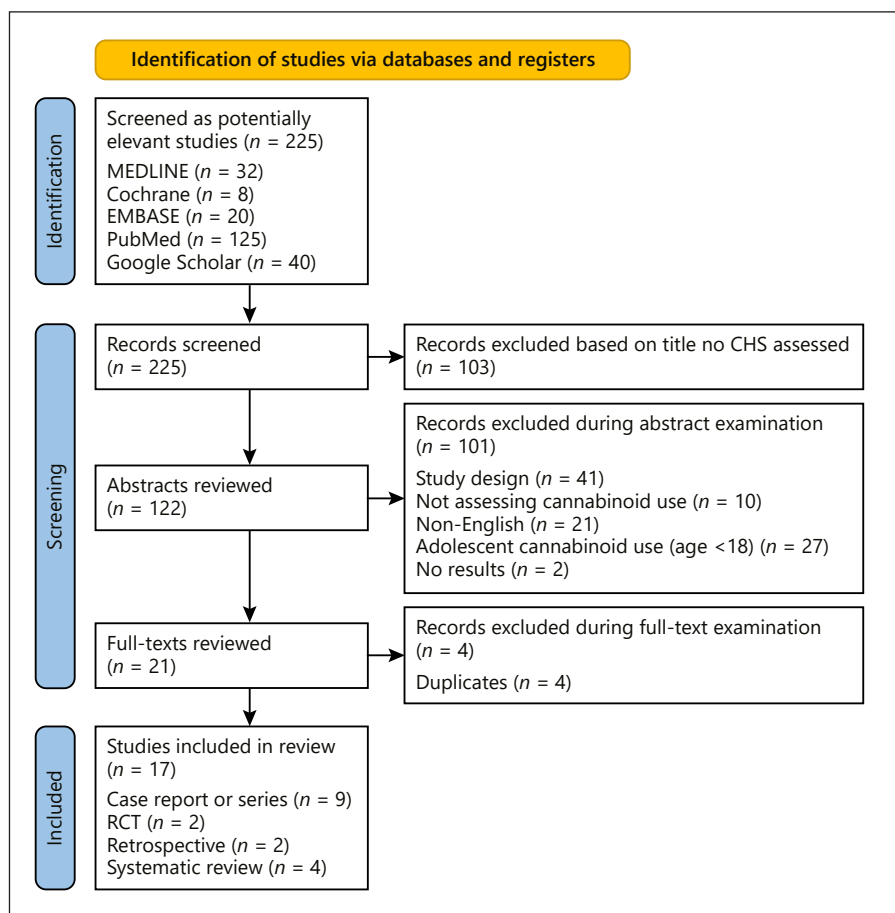 Identification of studies via databases and registers
Identification
Screened as potentially
elevant studies (n = 225)
MEDLINE (n = 32)
Cochrane (n = 8)
EMBASE (n = 20)
PubMed (n = 125)
Google Scholar (n = 40)
Screening
Records screened
(n = 225)
Records excluded based on title no CHS assessed
(n = 103)
Abstracts reviewed
(n = 122)
Records excluded during abstract examination
(n = 101)
Study design (n = 41)
Not assessing cannabinoid use (n = 10)
Non-English (n = 21)
Adolescent cannabinoid use (age <18) (n = 27)
No results (n = 2)
Full-texts reviewed
(n = 21)
Records excluded during full-text examination
(n = 4)
Duplicates (n = 4)
Included
Studies included in review
(n = 17)
Case report or series (n = 9)
RCT (n = 2)
Retrospective (n = 2)
Systematic review (n = 4)